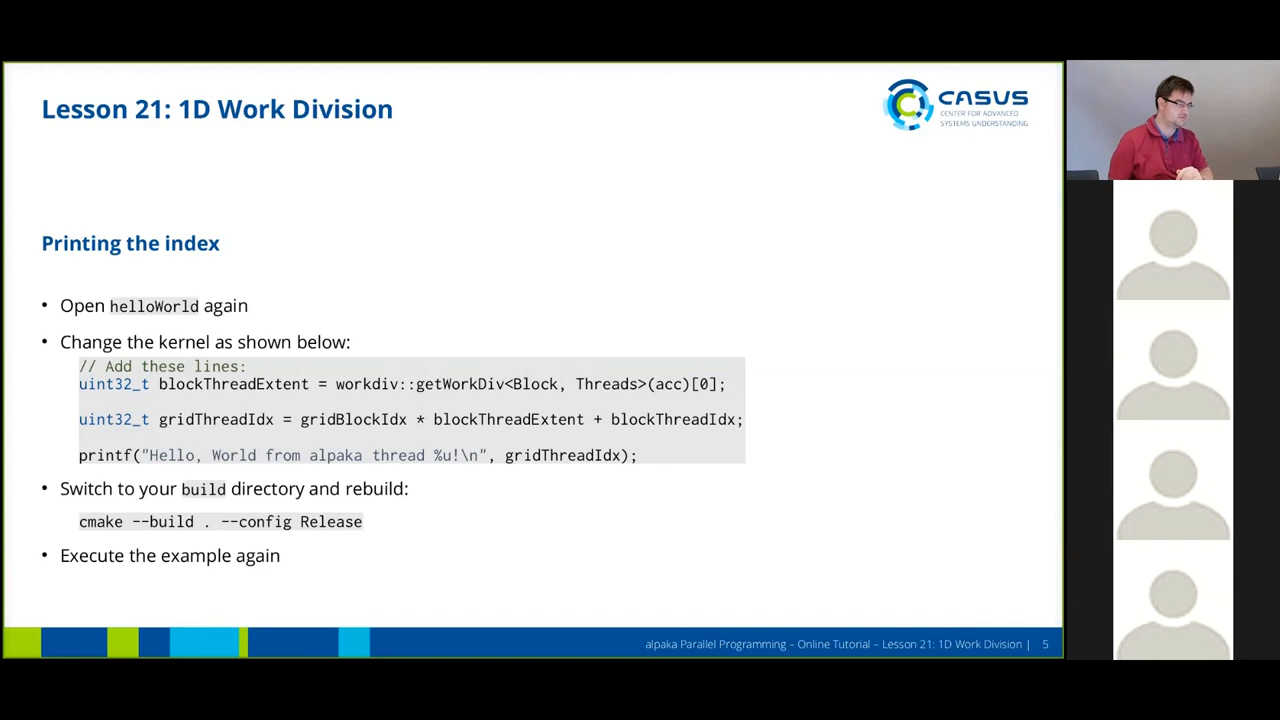 Lesson 21: 1D Work Division
CASUS
CENTER FOR ADVANCED
SYSTEMS UNDERSTANDING
Printing the index
• Open helloWorld again
• Change the kernel as shown below:
// Add these lines:
uint32_t blockThreadExtent = workdiv::getWorkDiv<Block, Threads>(acc)[0];
uint32_t gridThreadIdx = gridBlockIdx * blockThreadExtent + blockThreadIdx;
printf("Hello, World from alpaka thread %u!\n", gridThreadIdx);
• Switch to your build directory and rebuild:
cmake --build . --config Release
• Execute the example again
alpaka Parallel Programming – Online Tutorial – Lesson 21: 1D Work Division | 5